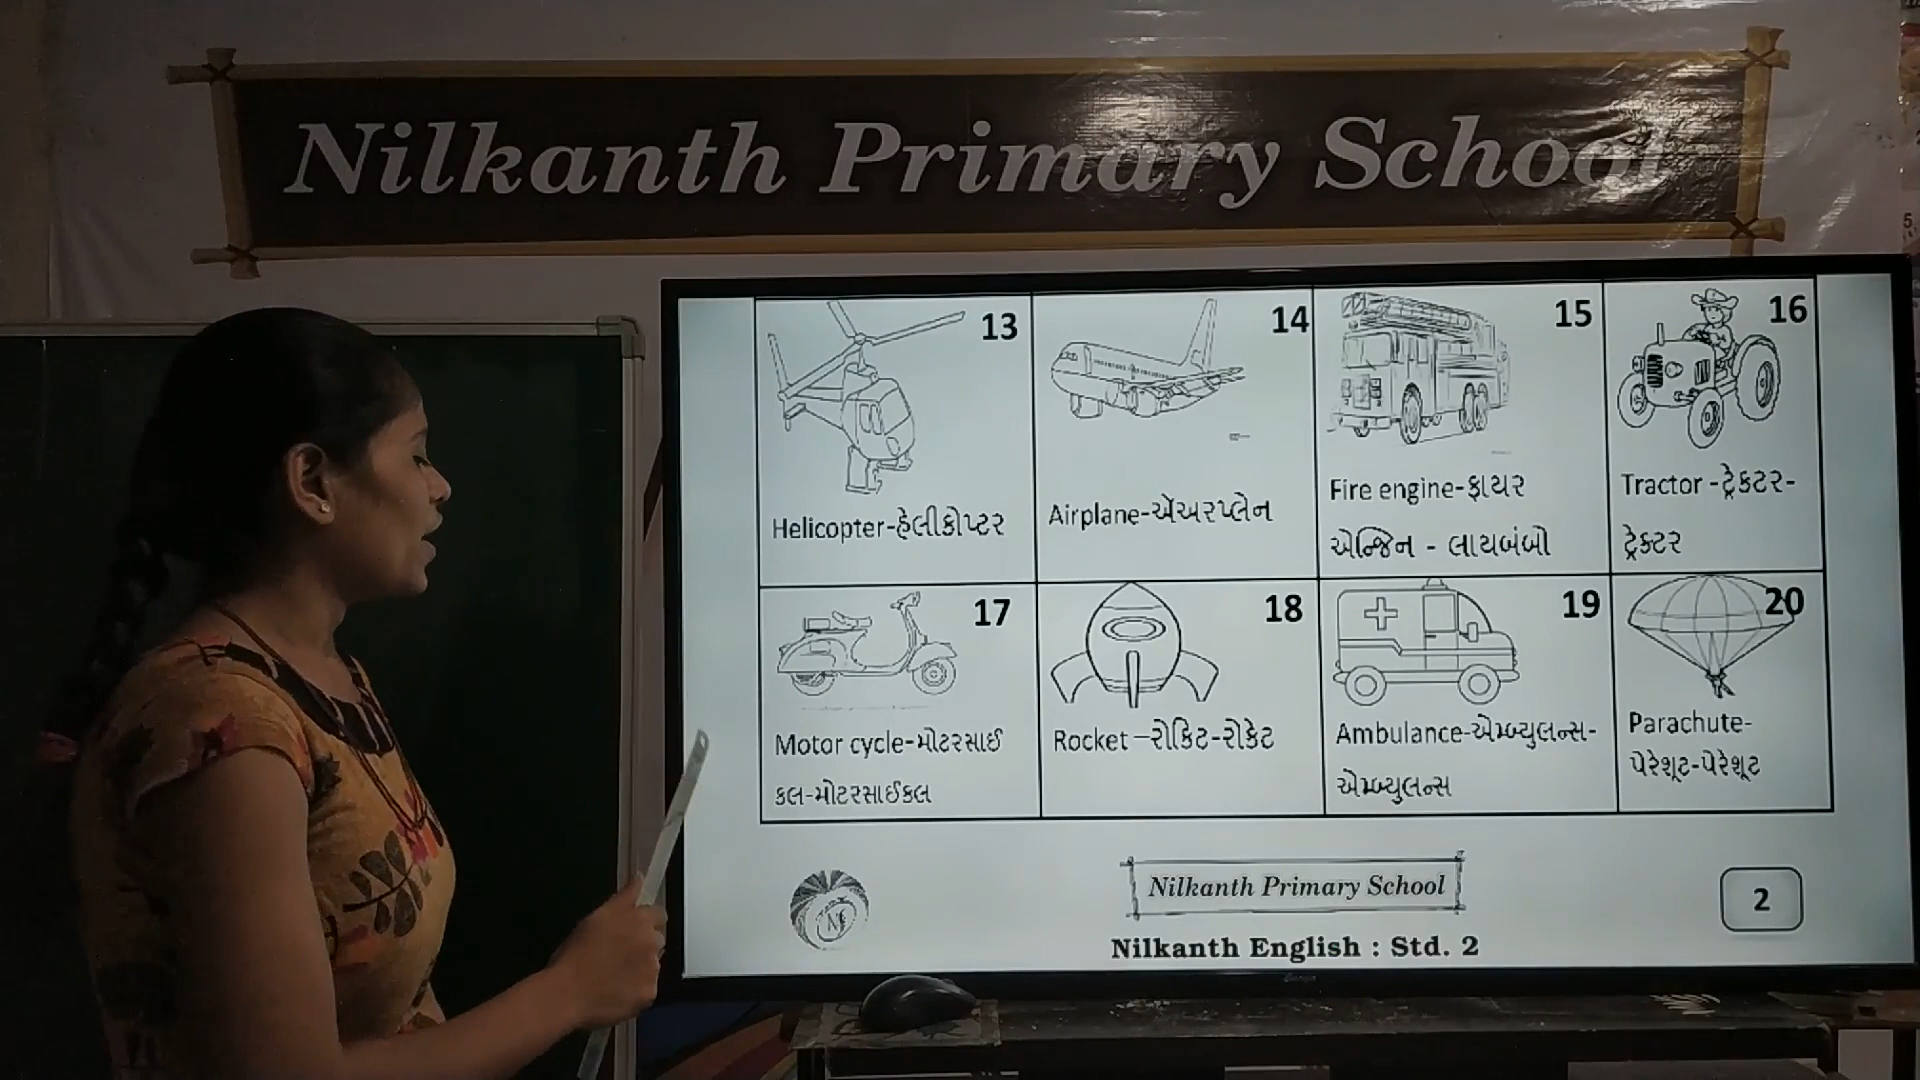 Nilkanth Primary School
13
14
15
16
Helicopter-હેલીકોપ્ટર
Airplane-એઅરપ્લેન
Fire engine-ફાયર
એન્જિન - લાયબંબો
Tractor -ટ્રેકટર-
ટ્રેક્ટર
17
18
19
20
Motor cycle-મોટરસાઈ
કલ-મોટરસાઈકલ
Rocket –રોકિટ-રોકેટ
Ambulance-એમ્બ્યુલન્સ-
એમ્બ્યુલન્સ
Parachute-
પેરેશૂટ-પેરેશૂટ
Nilkanth Primary School
2
Nilkanth English : Std. 2